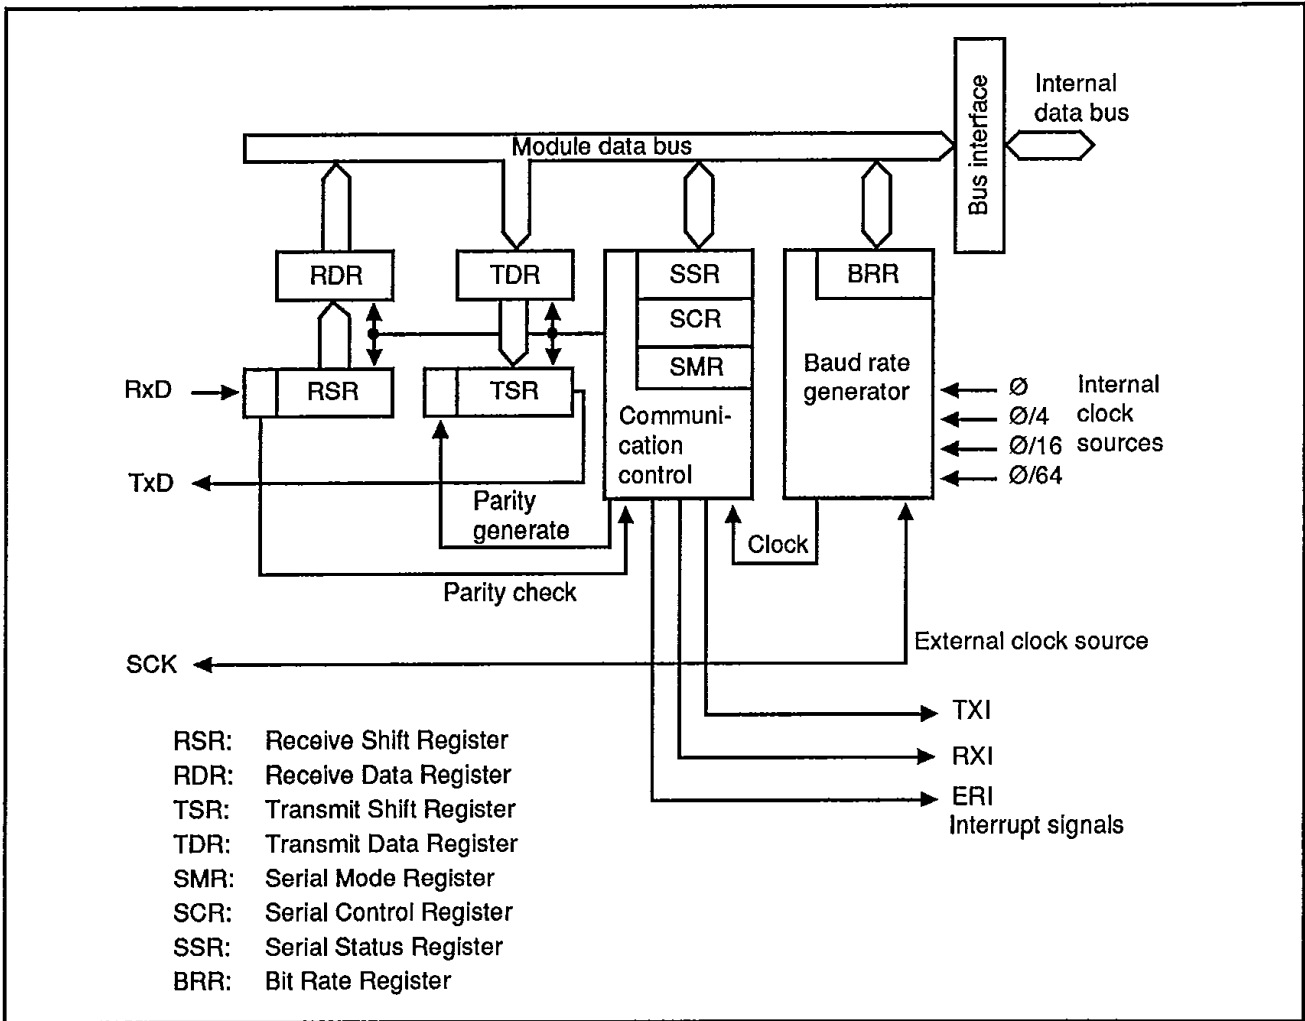 Internal
data bus
Bus interface
Module data bus
RDR
TDR
SSR
BRR
SCR
SMR
RxD
RSR
TSR
Baud rate
generator
Ø
Ø/4
Ø/16
Ø/64
Internal
clock
sources
Communi-
cation
control
TxD
Parity
generate
Clock
Parity check
External clock source
SCK
TXI
RXI
ERI
Interrupt signals
RSR: Receive Shift Register
RDR: Receive Data Register
TSR: Transmit Shift Register
TDR: Transmit Data Register
SMR: Serial Mode Register
SCR: Serial Control Register
SSR: Serial Status Register
BRR: Bit Rate Register